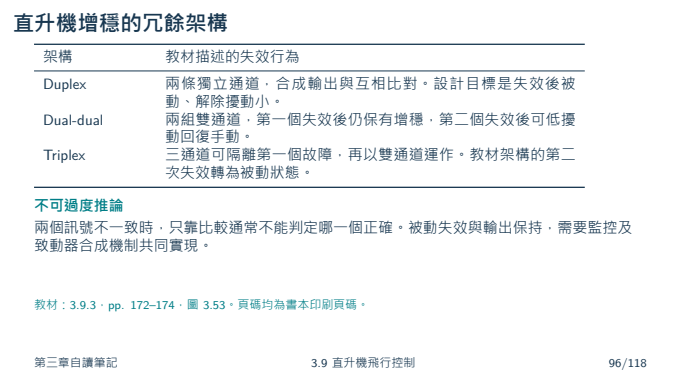 直升機增穩的冗餘架構
架構 教材描述的失效行為
Duplex 兩條獨立通道，合成輸出與互相比對。設計目標是失效後被
動、解除擾動小。
Dual-dual 兩組雙通道，第一個失效後仍保有增穩，第二個失效後可低擾
動回復手動。
Triplex 三通道可隔離第一個故障，再以雙通道運作。教材架構的第二
次失效轉為被動狀態。
不可過度推論
兩個訊號不一致時，只靠比較通常不能判定哪一個正確。被動失效與輸出保持，需要監控及
致動器合成機制共同實現。
教材：3.9.3，pp. 172–174，圖 3.53。頁碼均為書本印刷頁碼。
第三章自讀筆記 3.9 直升機飛行控制 96/118